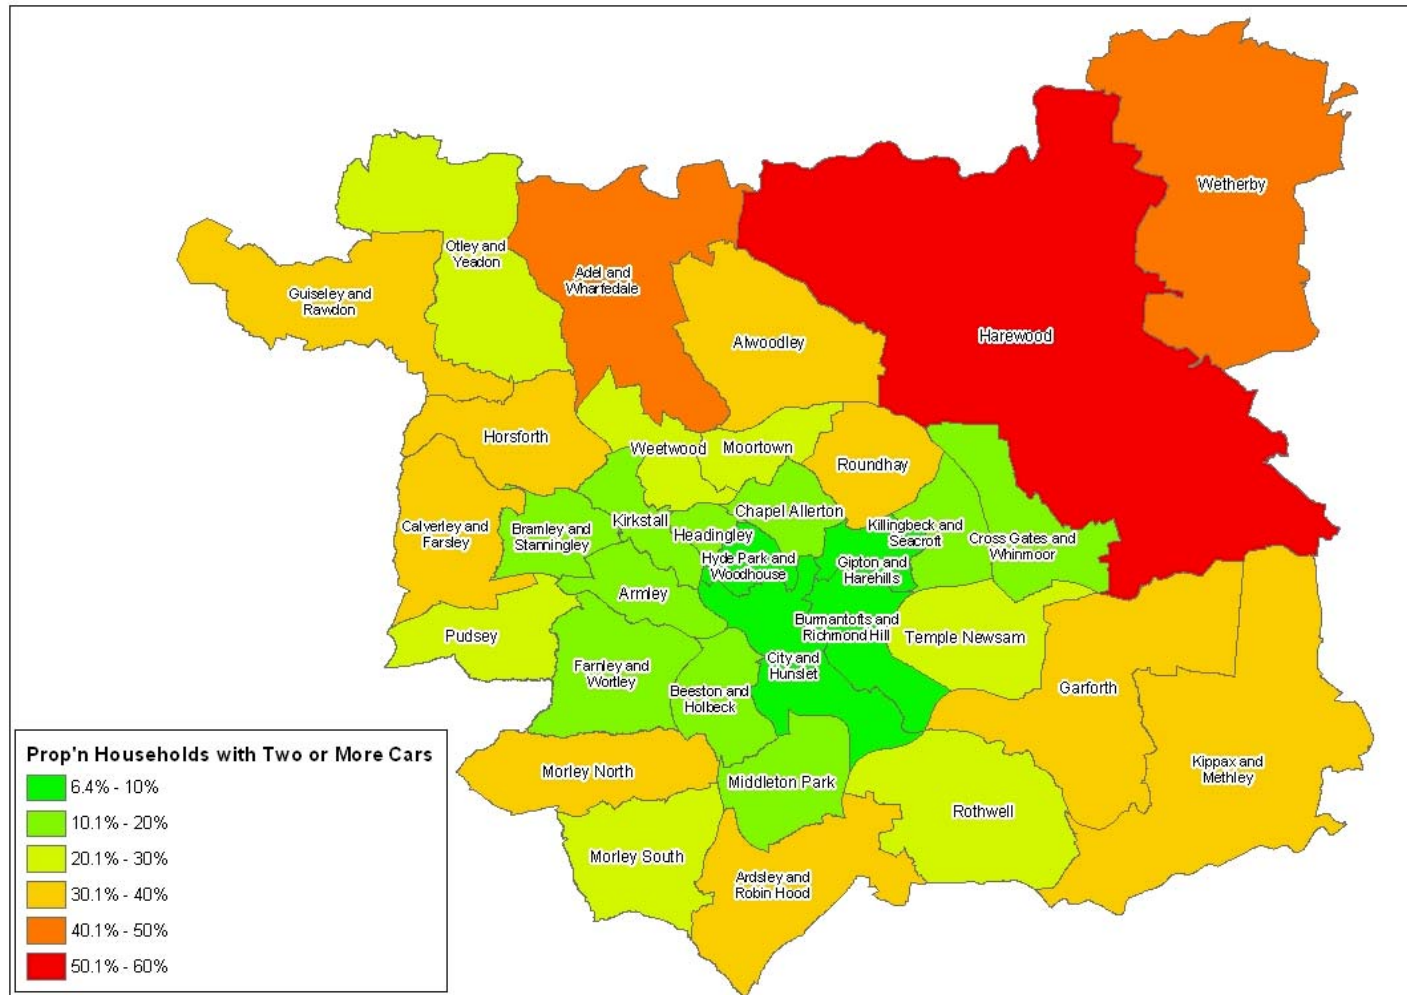 Wetherby
Otley and
Yeadon
Adel and
Wharfedale
Guiseley and
Rawdon
Alwoodley
Harewood
Horsforth
Weetwood
Moortown
Roundhay
Calverley and
Farsley
Bramley and
Stanningley
Kirkstall
Headingley
Chapel Allerton
Killingbeck and
Seacroft
Cross Gates and
Whinmoor
Hyde Park and
Woodhouse
Gipton and
Harehills
Armley
Pudsey
Burmantofts and
Richmond Hill
Temple Newsam
Farnley and
Wortley
City and
Hunslet
Beeston and
Holbeck
Garforth
Morley North
Middleton Park
Kippax and
Methley
Rothwell
Morley South
Ardsley and
Robin Hood
Prop'n Households with Two or More Cars
6.4% - 10%
10.1% - 20%
20.1% - 30%
30.1% - 40%
40.1% - 50%
50.1% - 60%